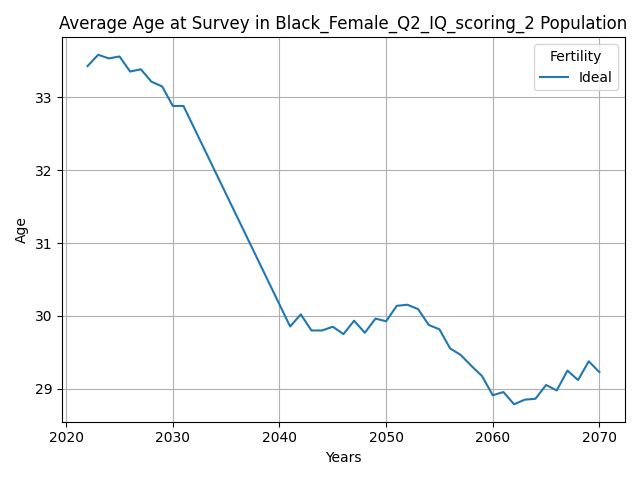 Average Age at Survey in Black_Female_Q2_IQ_scoring_2 Population
Fertility
Ideal
33
32
31
30
29
Age
2020 2030 2040 2050 2060 2070
Years